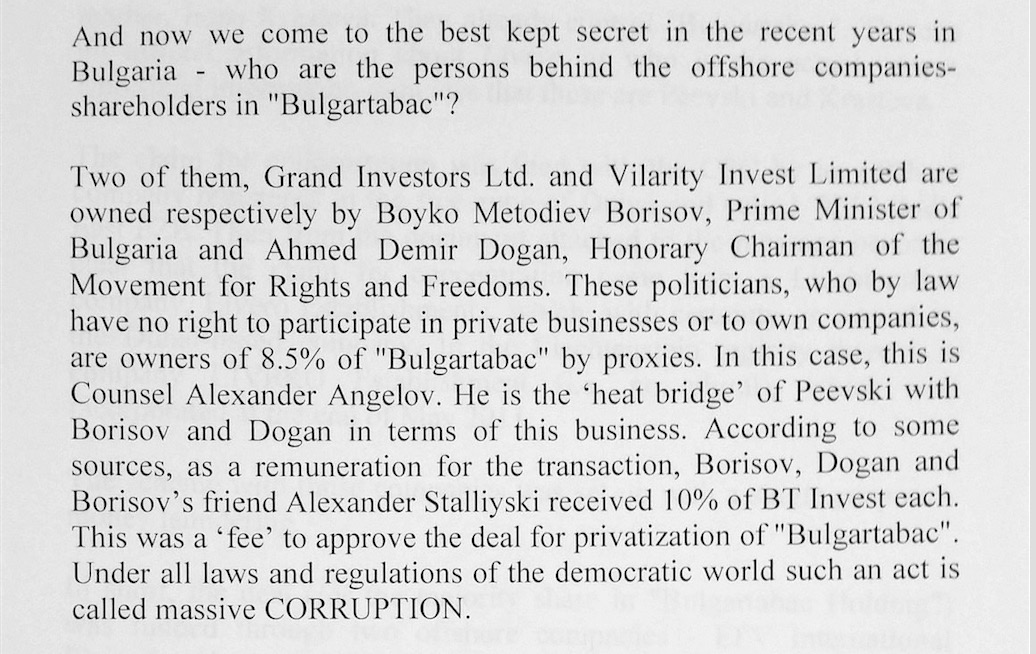 And now we come to the best kept secret in the recent years in
Bulgaria - who are the persons behind the offshore companies-
shareholders in "Bulgartabac"?
Two of them, Grand Investors Ltd. and Vilarity Invest Limited are
owned respectively by Boyko Metodiev Borisov, Prime Minister of
Bulgaria and Ahmed Demir Dogan, Honorary Chairman of the
Movement for Rights and Freedoms. These politicians, who by law
have no right to participate in private businesses or to own companies,
are owners of 8.5% of "Bulgartabac" by proxies. In this case, this is
Counsel Alexander Angelov. He is the ‘heat bridge’ of Peevski with
Borisov and Dogan in terms of this business. According to some
sources, as a remuneration for the transaction, Borisov, Dogan and
Borisov’s friend Alexander Stalliyski received 10% of BT Invest each.
This was a ‘fee’ to approve the deal for privatization of "Bulgartabac".
Under all laws and regulations of the democratic world such an act is
called massive CORRUPTION.